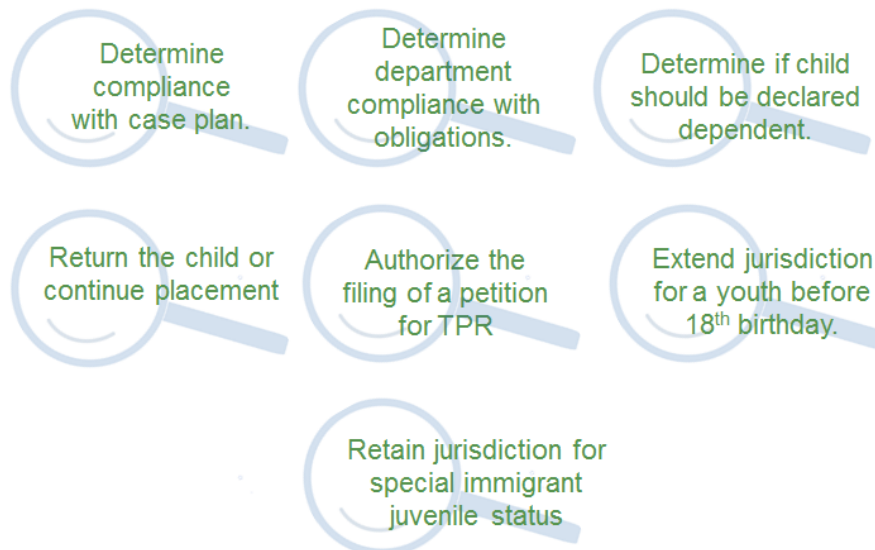 Determine
compliance
with case plan.
Determine
department
compliance with
obligations.
Determine if child
should be declared
dependent.
Return the child or
continue placement
Authorize the
filing of a petition
for TPR
Extend jurisdiction
for a youth before
18th birthday.
Retain jurisdiction for
special immigrant
juvenile status